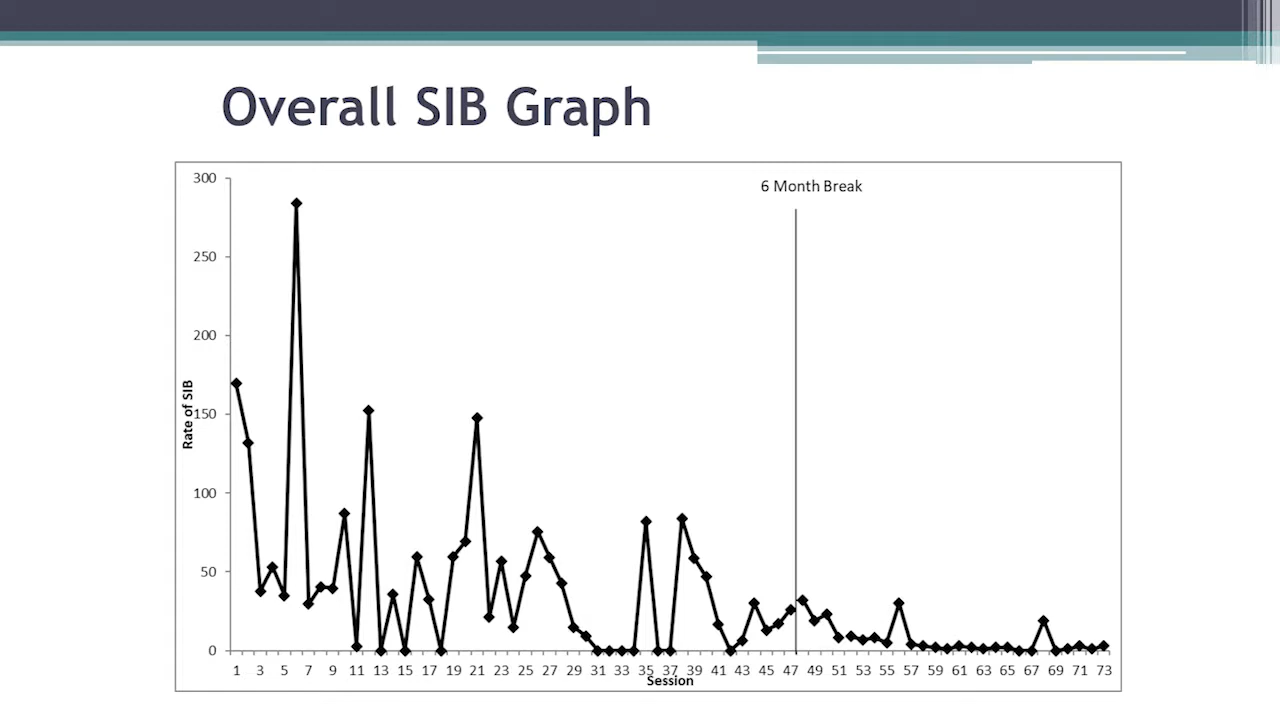 Overall SIB Graph
6 Month Break
300
250
200
150
100
50
0
Rate of SIB
1 3 5 7 9 11 13 15 17 19 21 23 25 27 29 31 33 35 37 39 41 43 45 47 49 51 53 55 57 59 61 63 65 67 69 71 73
Session